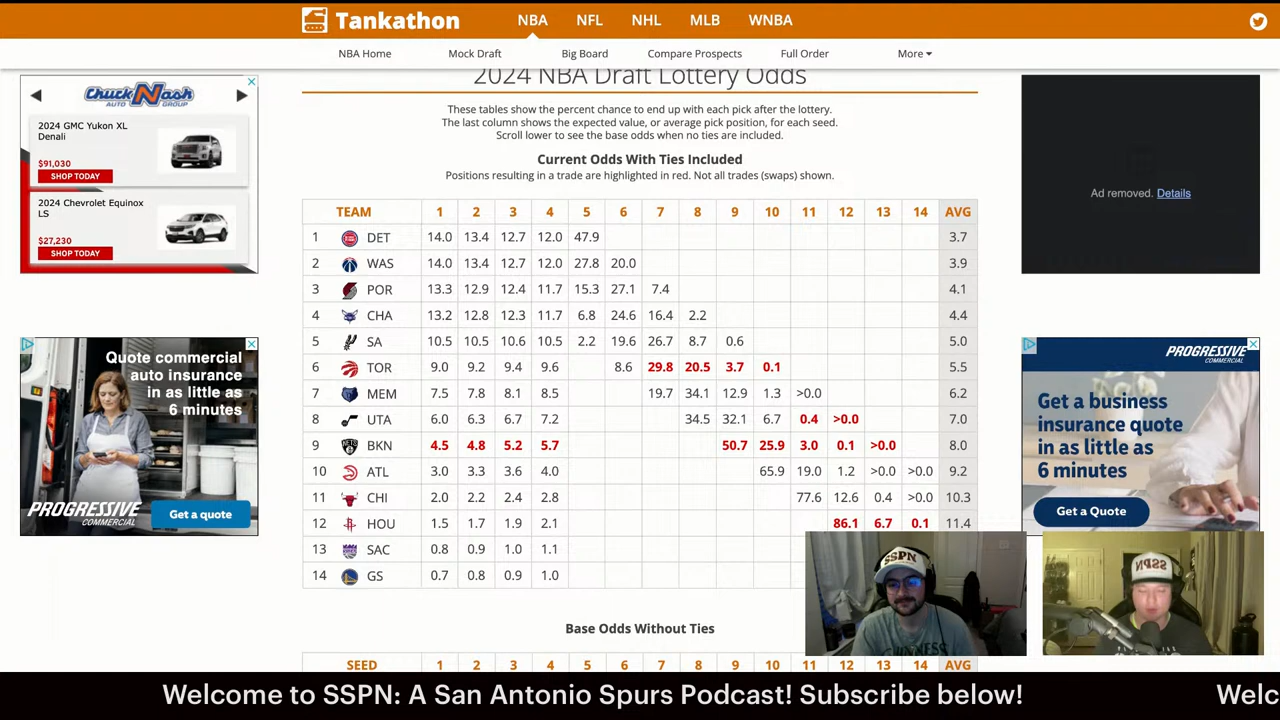 Tankathon
NBA NFL NHL MLB WNBA
NBA Home Mock Draft Big Board Compare Prospects Full Order More
2024 NBA Draft Lottery Odds
These tables show the percent chance to end up with each pick after the lottery.
The last column shows the expected value, or average pick position, for each seed.
Scroll lower to see the base odds when no ties are included.
Current Odds With Ties Included
Positions resulting in a trade are highlighted in red. Not all trades (swaps) shown.
TEAM 1 2 3 4 5 6 7 8 9 10 11 12 13 14 AVG
1 DET 14.0 13.4 12.7 12.0 47.9 3.7
2 WAS 14.0 13.4 12.7 12.0 27.8 20.0 3.9
3 POR 13.3 12.9 12.4 11.7 15.3 27.1 7.4 4.1
4 CHA 13.2 12.8 12.3 11.7 6.8 24.6 16.4 2.2 4.4
5 SA 10.5 10.5 10.6 10.5 2.2 19.6 26.7 8.7 0.6 5.0
6 TOR 9.0 9.2 9.4 9.6 8.6 29.8 20.5 3.7 0.1 5.5
7 MEM 7.5 7.8 8.1 8.5 19.7 34.1 12.9 1.3 >0.0 6.2
8 UTA 6.0 6.3 6.7 7.2 34.5 32.1 6.7 0.4 >0.0 7.0
9 BKN 4.5 4.8 5.2 5.7 50.7 25.9 3.0 0.1 >0.0 8.0
10 ATL 3.0 3.3 3.6 4.0 65.9 19.0 1.2 >0.0 >0.0 9.2
11 CHI 2.0 2.2 2.4 2.8 77.6 12.6 0.4 >0.0 10.3
12 HOU 1.5 1.7 1.9 2.1 86.1 6.7 0.1 11.4
13 SAC 0.8 0.9 1.0 1.1
14 GS 0.7 0.8 0.9 1.0
Base Odds Without Ties
SEED 1 2 3 4 5 6 7 8 9 10 11 12 13 14 AVG
Chuck Nash
AUTO GROUP
2024 GMC Yukon XL
Denali
$91,030
SHOP TODAY
2024 Chevrolet Equinox
LS
$27,230
SHOP TODAY
Quote commercial
auto insurance
in as little as
6 minutes
PROGRESSIVE
COMMERCIAL
Get a quote
Ad removed. Details
PROGRESSIVE
COMMERCIAL
Get a business
insurance quote
in as little as
6 minutes
Get a Quote
SSPN
SSPN
Welcome to SSPN: A San Antonio Spurs Podcast! Subscribe below! Welc